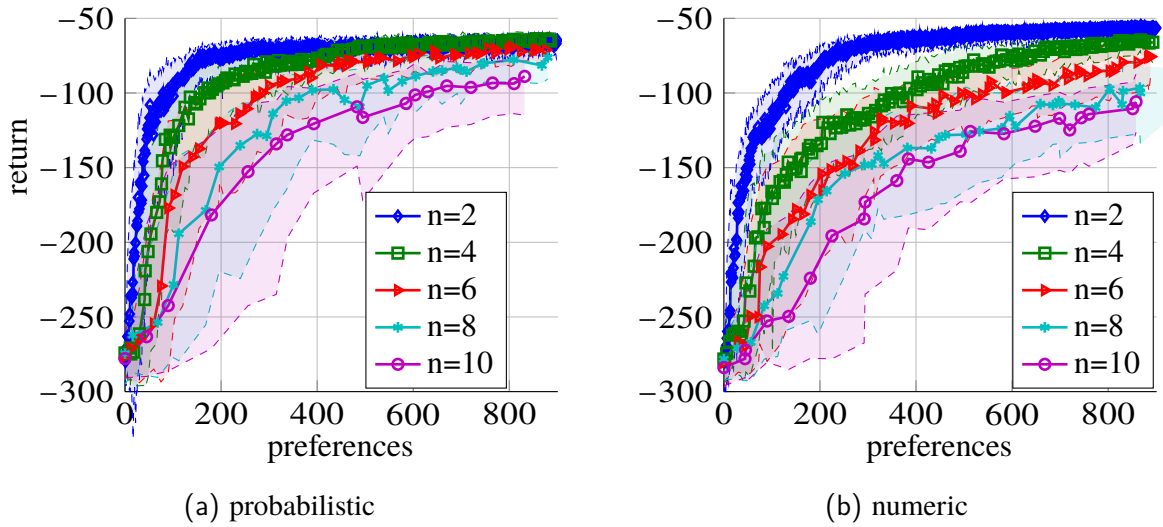 −50
−100
−150
−200
−250
−300
return
0
200
400
600
800
preferences
n=2
n=4
n=6
n=8
n=10
(a) probabilistic
−50
−100
−150
−200
−250
−300
0
200
400
600
800
preferences
n=2
n=4
n=6
n=8
n=10
(b) numeric